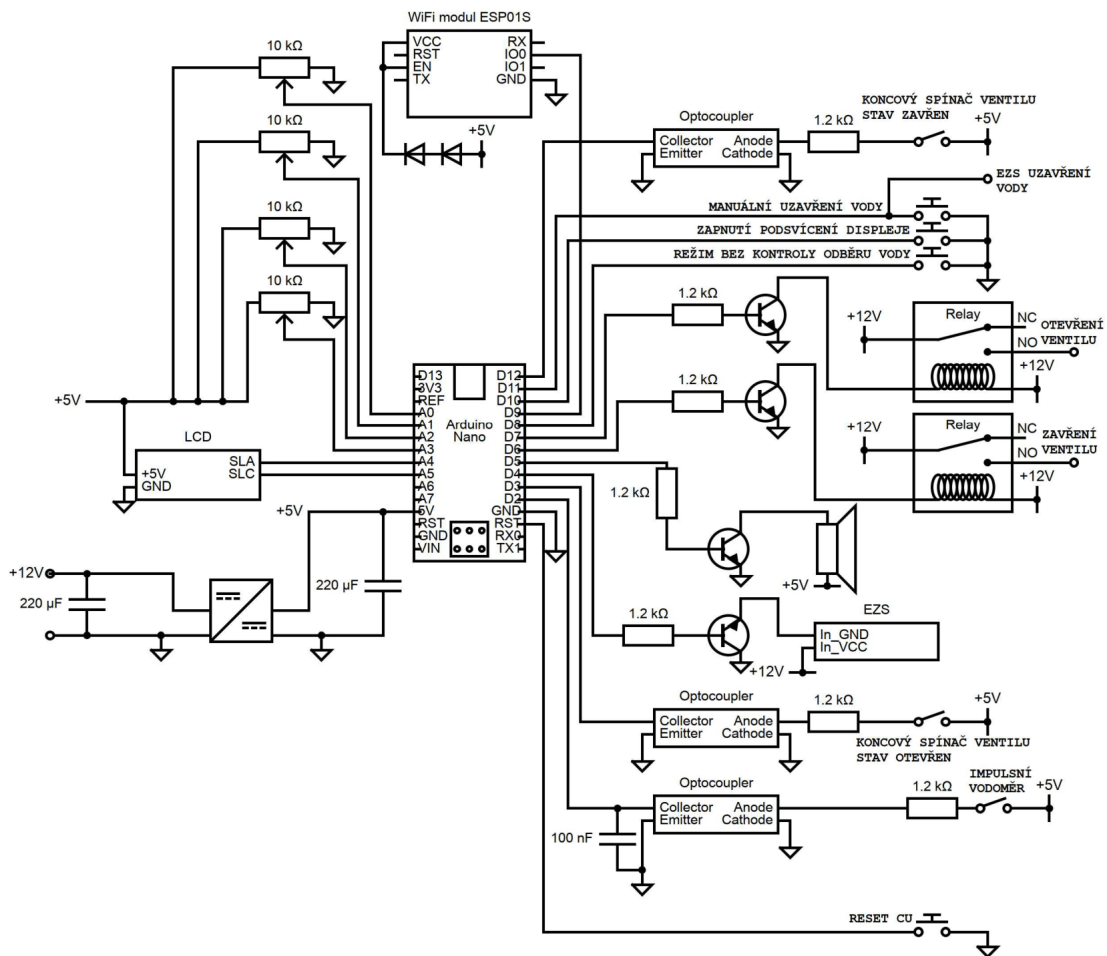 WiFi modul ESP01S
VCC
RST
EN
TX
RX
IO0
IO1
GND
10 kΩ
10 kΩ
10 kΩ
10 kΩ
+5V
+5V
Optocoupler
Collector
Emitter
Anode
Cathode
1.2 kΩ
KONCOVÝ SPÍNAČ VENTILU
STAV ZAVŘEN
+5V
EZS UZAVŘENÍ
VODY
MANUÁLNÍ UZAVŘENÍ VODY
ZAPNUTÍ PODSVÍCENÍ DISPLEJE
REŽIM BEZ KONTROLY ODBĚRU VODY
1.2 kΩ
+12V
Relay
NC
NO
OTEVŘENÍ
VENTILU
+12V
1.2 kΩ
+12V
Relay
NC
NO
ZAVŘENÍ
VENTILU
+12V
Arduino
Nano
D13
3V3
REF
A0
A1
A2
A3
A4
A5
A6
A7
5V
RST
GND
VIN
D12
D11
D10
D9
D8
D7
D6
D5
D4
D3
D2
GND
RST
RX0
TX1
LCD
+5V
GND
SLA
SLC
+5V
+12V
220 µF
220 µF
1.2 kΩ
+5V
1.2 kΩ
EZS
In_GND
In_VCC
+12V
Optocoupler
Collector
Emitter
Anode
Cathode
1.2 kΩ
+5V
KONCOVÝ SPÍNAČ VENTILU
STAV OTEVŘEN
Optocoupler
Collector
Emitter
Anode
Cathode
100 nF
1.2 kΩ
IMPULSNÍ
VODOMĚR
+5V
RESET CU